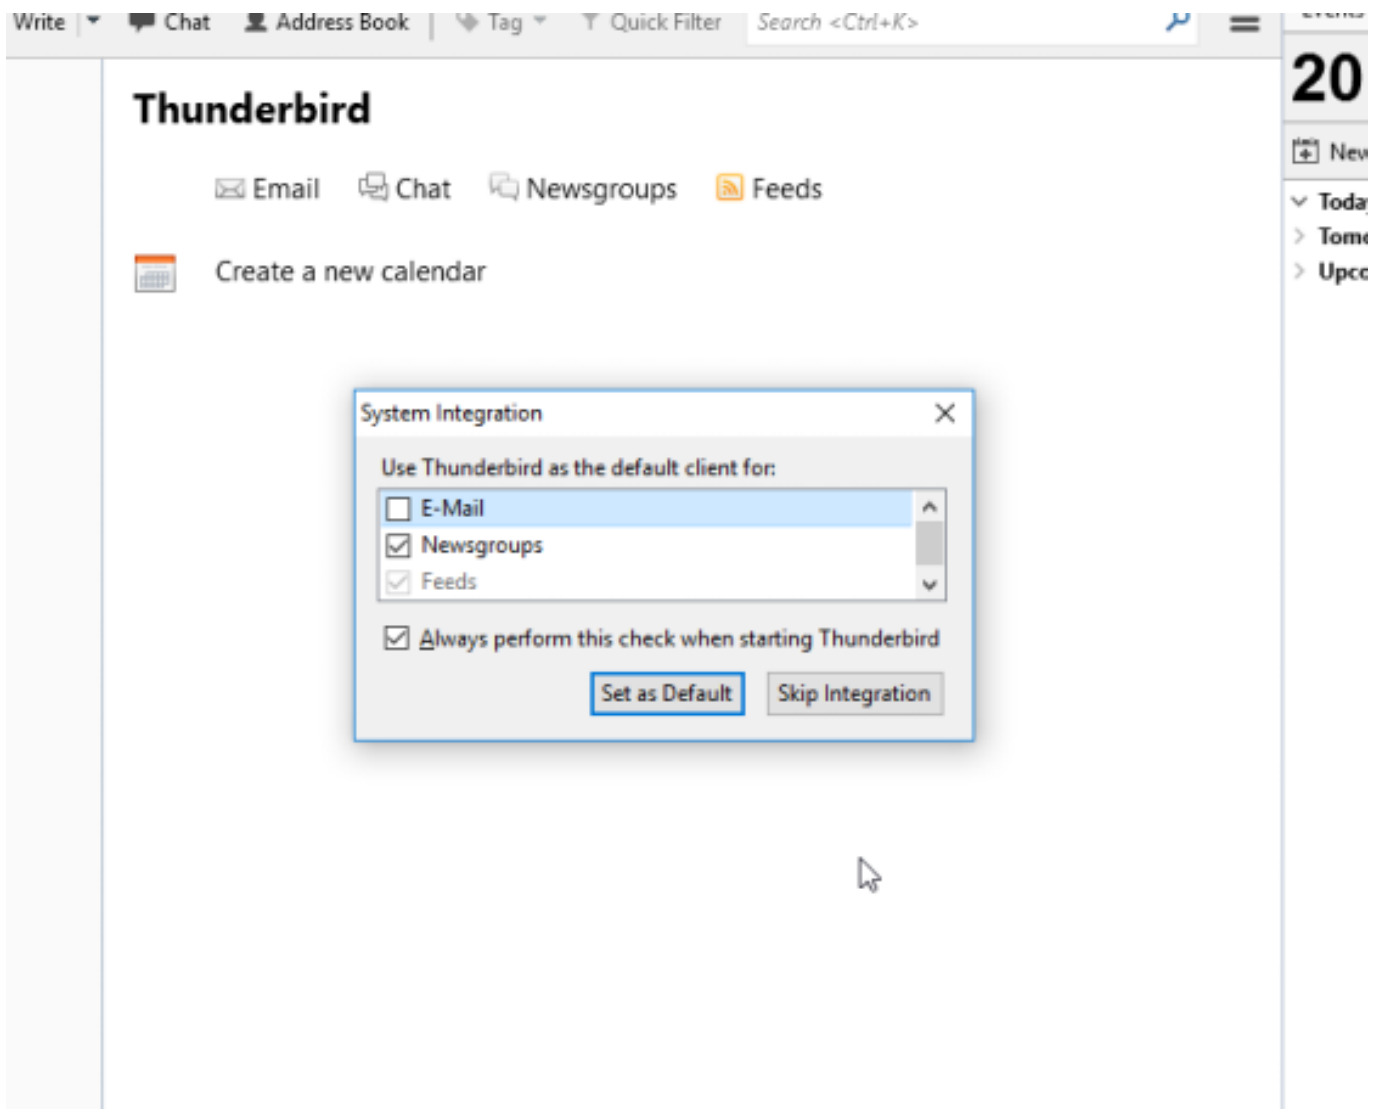 Write Chat Address Book Tag Quick Filter Search <Ctrl+K>
Events
20
Thunderbird
New
Email Chat Newsgroups Feeds
Create a new calendar
System Integration
Use Thunderbird as the default client for:
E-Mail
Newsgroups
Feeds
Always perform this check when starting Thunderbird
Set as Default Skip Integration